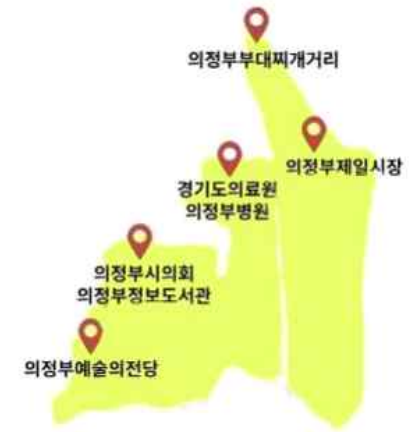 의정부부대찌개거리
의정부제일시장
경기도의료원
의정부병원
의정부시의회
의정부정보도서관
의정부예술의전당